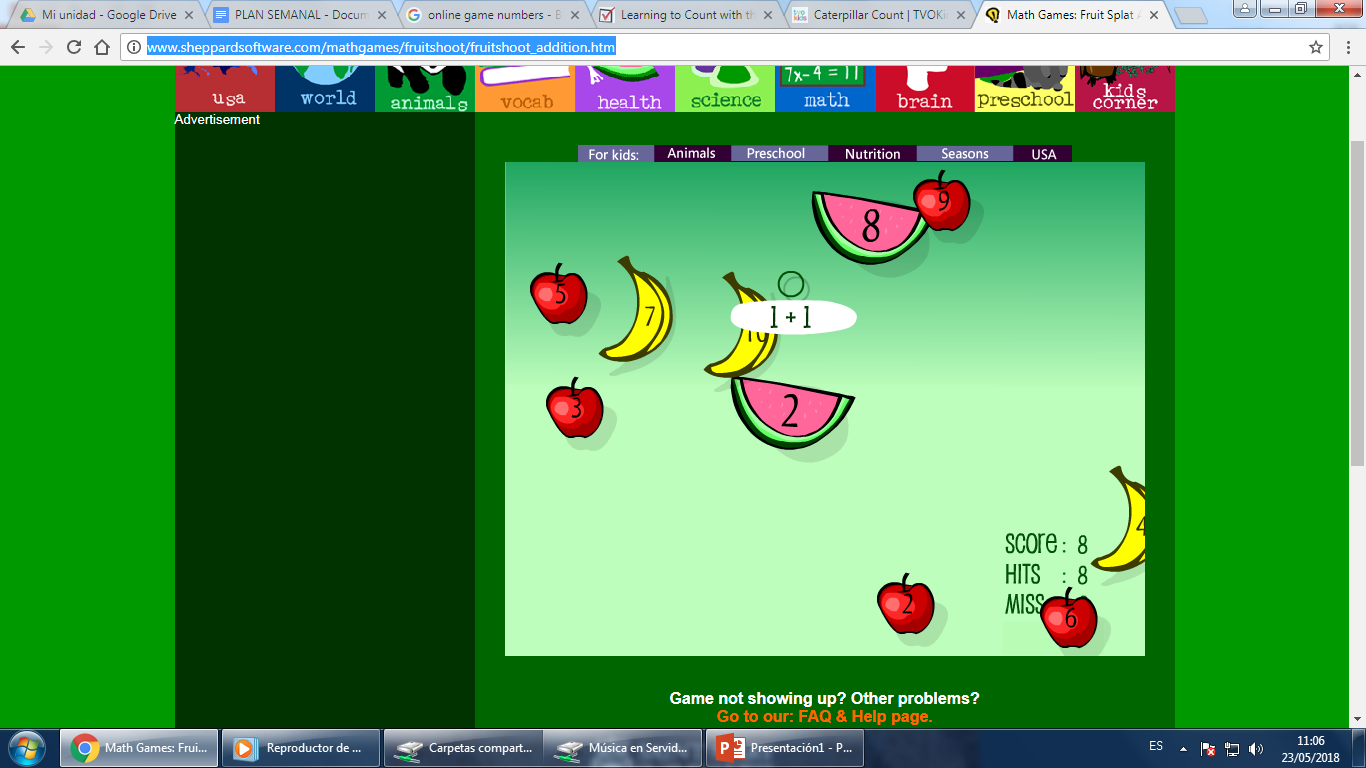 Mi unidad - Google Drive
PLAN SEMANAL - Docum
online game numbers - B
Learning to Count with th
Caterpillar Count | TVOKi
Math Games: Fruit Splat A
www.sheppardsoftware.com/mathgames/fruitshoot/fruitshoot_addition.htm
usa
world
animals
vocab
health
7x-4=11
science
math
brain
preschool
kids corner
Advertisement
For kids:
Animals
Preschool
Nutrition
Seasons
USA
8
9
5
7
10
1 + 1
3
2
4
SCORE : 8
HITS : 8
MISS
2
6
Game not showing up? Other problems?
Go to our: FAQ & Help page.
Math Games: Frui...
Reproductor de ...
Carpetas compart...
Música en Servid...
Presentación1 - P...
ES
11:06
23/05/2018